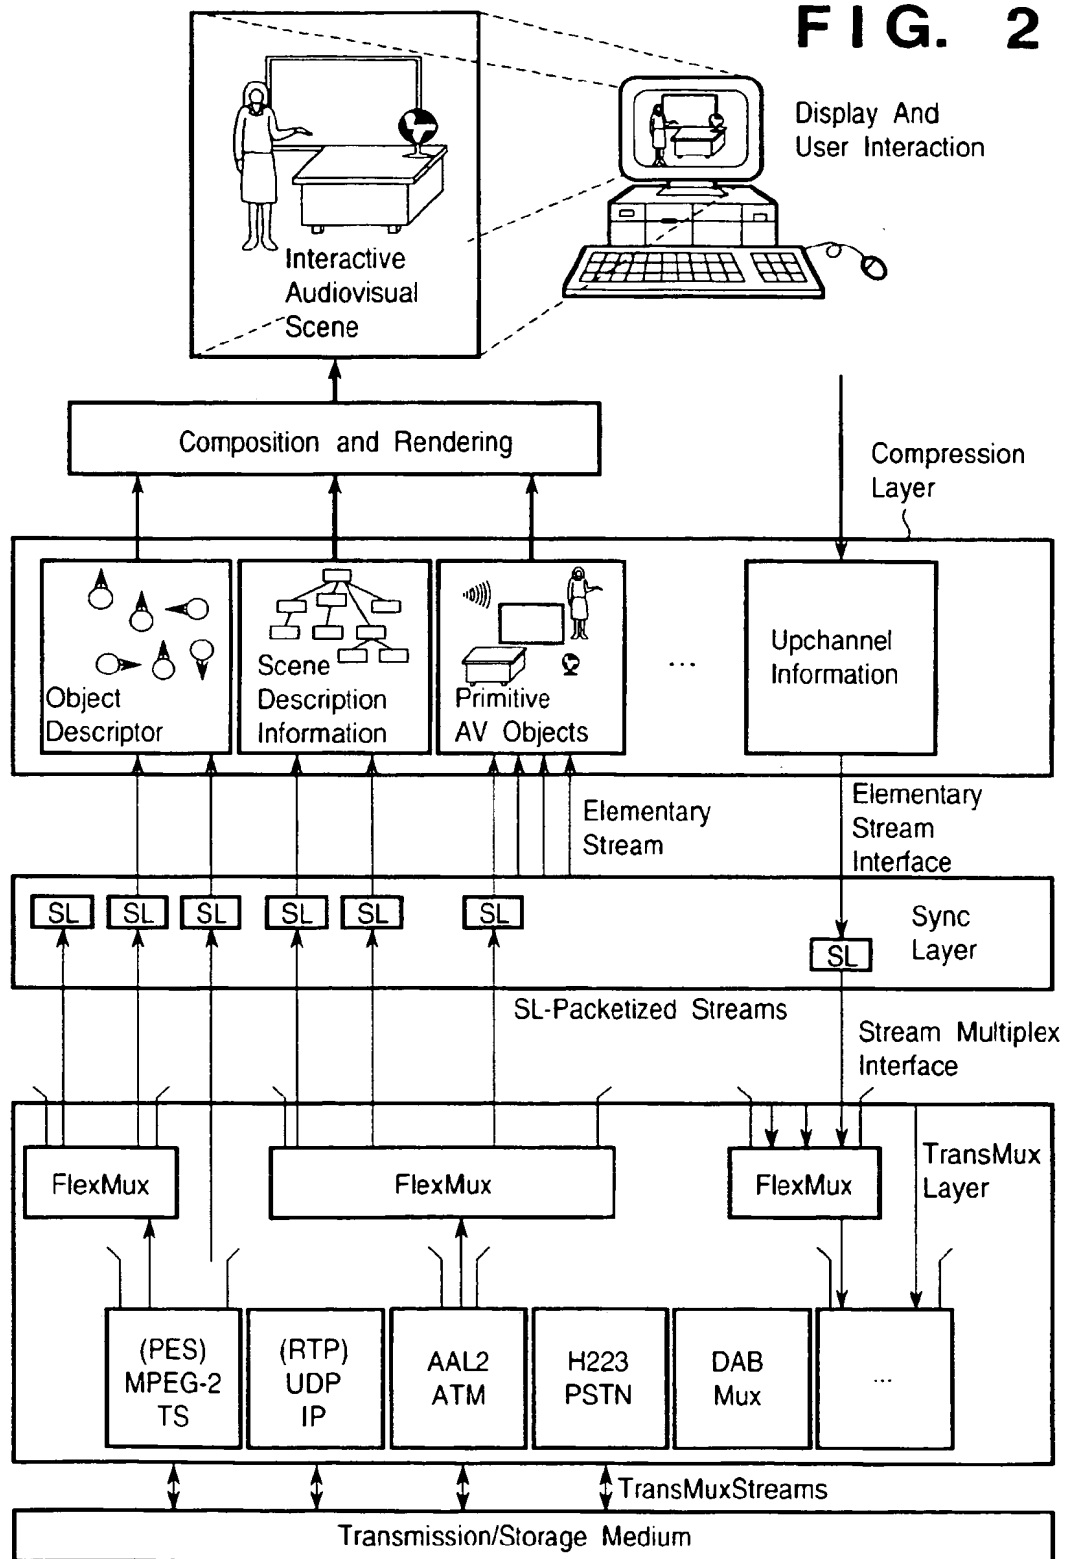 FIG. 2
Display And
User Interaction
Interactive
Audiovisual
Scene
Composition and Rendering
Compression
Layer
Object
Descriptor
Scene
Description
Information
Primitive
AV Objects
...
Upchannel
Information
Elementary
Stream
Elementary
Stream
Interface
SL
SL
SL
SL
SL
SL
SL
Sync
Layer
SL-Packetized Streams
Stream Multiplex
Interface
FlexMux
FlexMux
FlexMux
TransMux
Layer
(PES)
MPEG-2
TS
(RTP)
UDP
IP
AAL2
ATM
H223
PSTN
DAB
Mux
...
TransMuxStreams
Transmission/Storage Medium